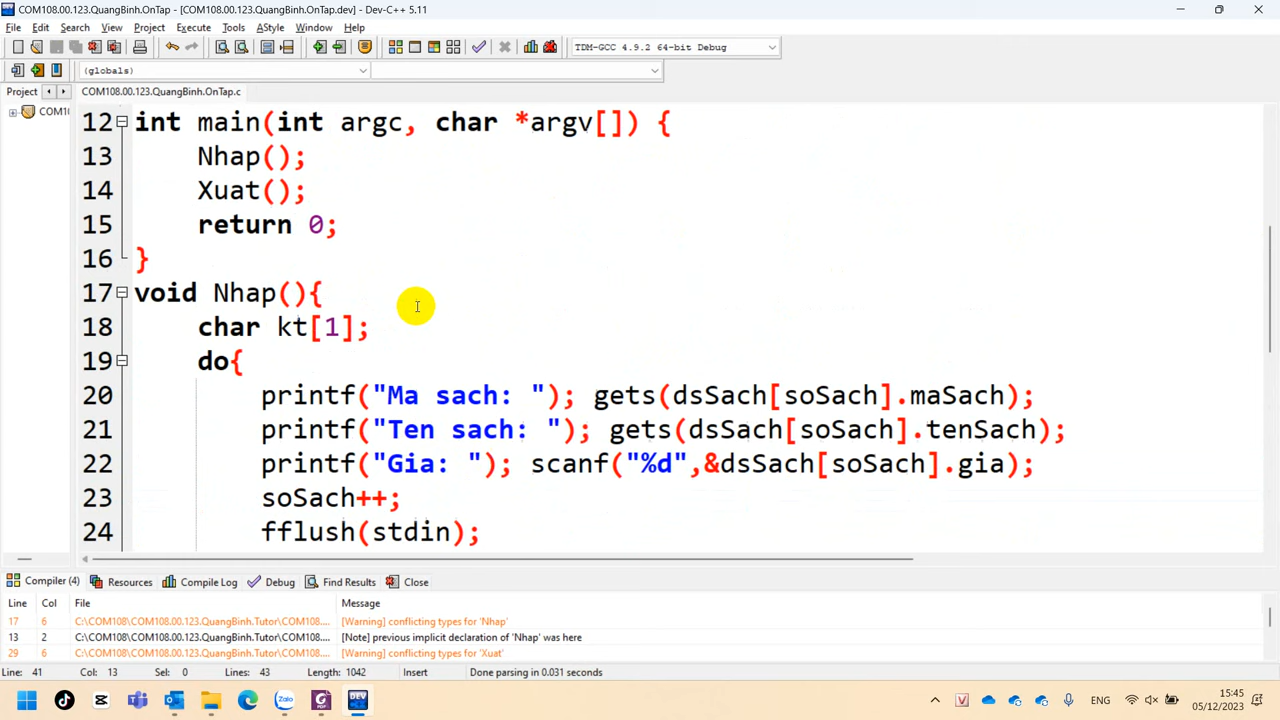 COM108.00.123.QuangBinh.OnTap - [COM108.00.123.QuangBinh.OnTap.dev] - Dev-C++ 5.11
File Edit Search View Project Execute Tools AStyle Window Help
TDM-GCC 4.9.2 64-bit Debug
(globals)
Project COM108.00.123.QuangBinh.OnTap.c
COM10
12 int main(int argc, char *argv[]) {
13 Nhap();
14 Xuat();
15 return 0;
16 }
17 void Nhap(){
18 char kt[1];
19 do{
20 printf("Ma sach: "); gets(dsSach[soSach].maSach);
21 printf("Ten sach: "); gets(dsSach[soSach].tenSach);
22 printf("Gia: "); scanf("%d",&dsSach[soSach].gia);
23 soSach++;
24 fflush(stdin);
Compiler (4) Resources Compile Log Debug Find Results Close
Line Col File Message
17 6 C:\COM108\COM108.00.123.QuangBinh.Tutor\COM108.... [Warning] conflicting types for 'Nhap'
13 2 C:\COM108\COM108.00.123.QuangBinh.Tutor\COM108.... [Note] previous implicit declaration of 'Nhap' was here
29 6 C:\COM108\COM108.00.123.QuangBinh.Tutor\COM108.... [Warning] conflicting types for 'Xuat'
Line: 41 Col: 13 Sel: 0 Lines: 43 Length: 1042 Insert Done parsing in 0.031 seconds
Zalo DEV V ENG 15:45
05/12/2023